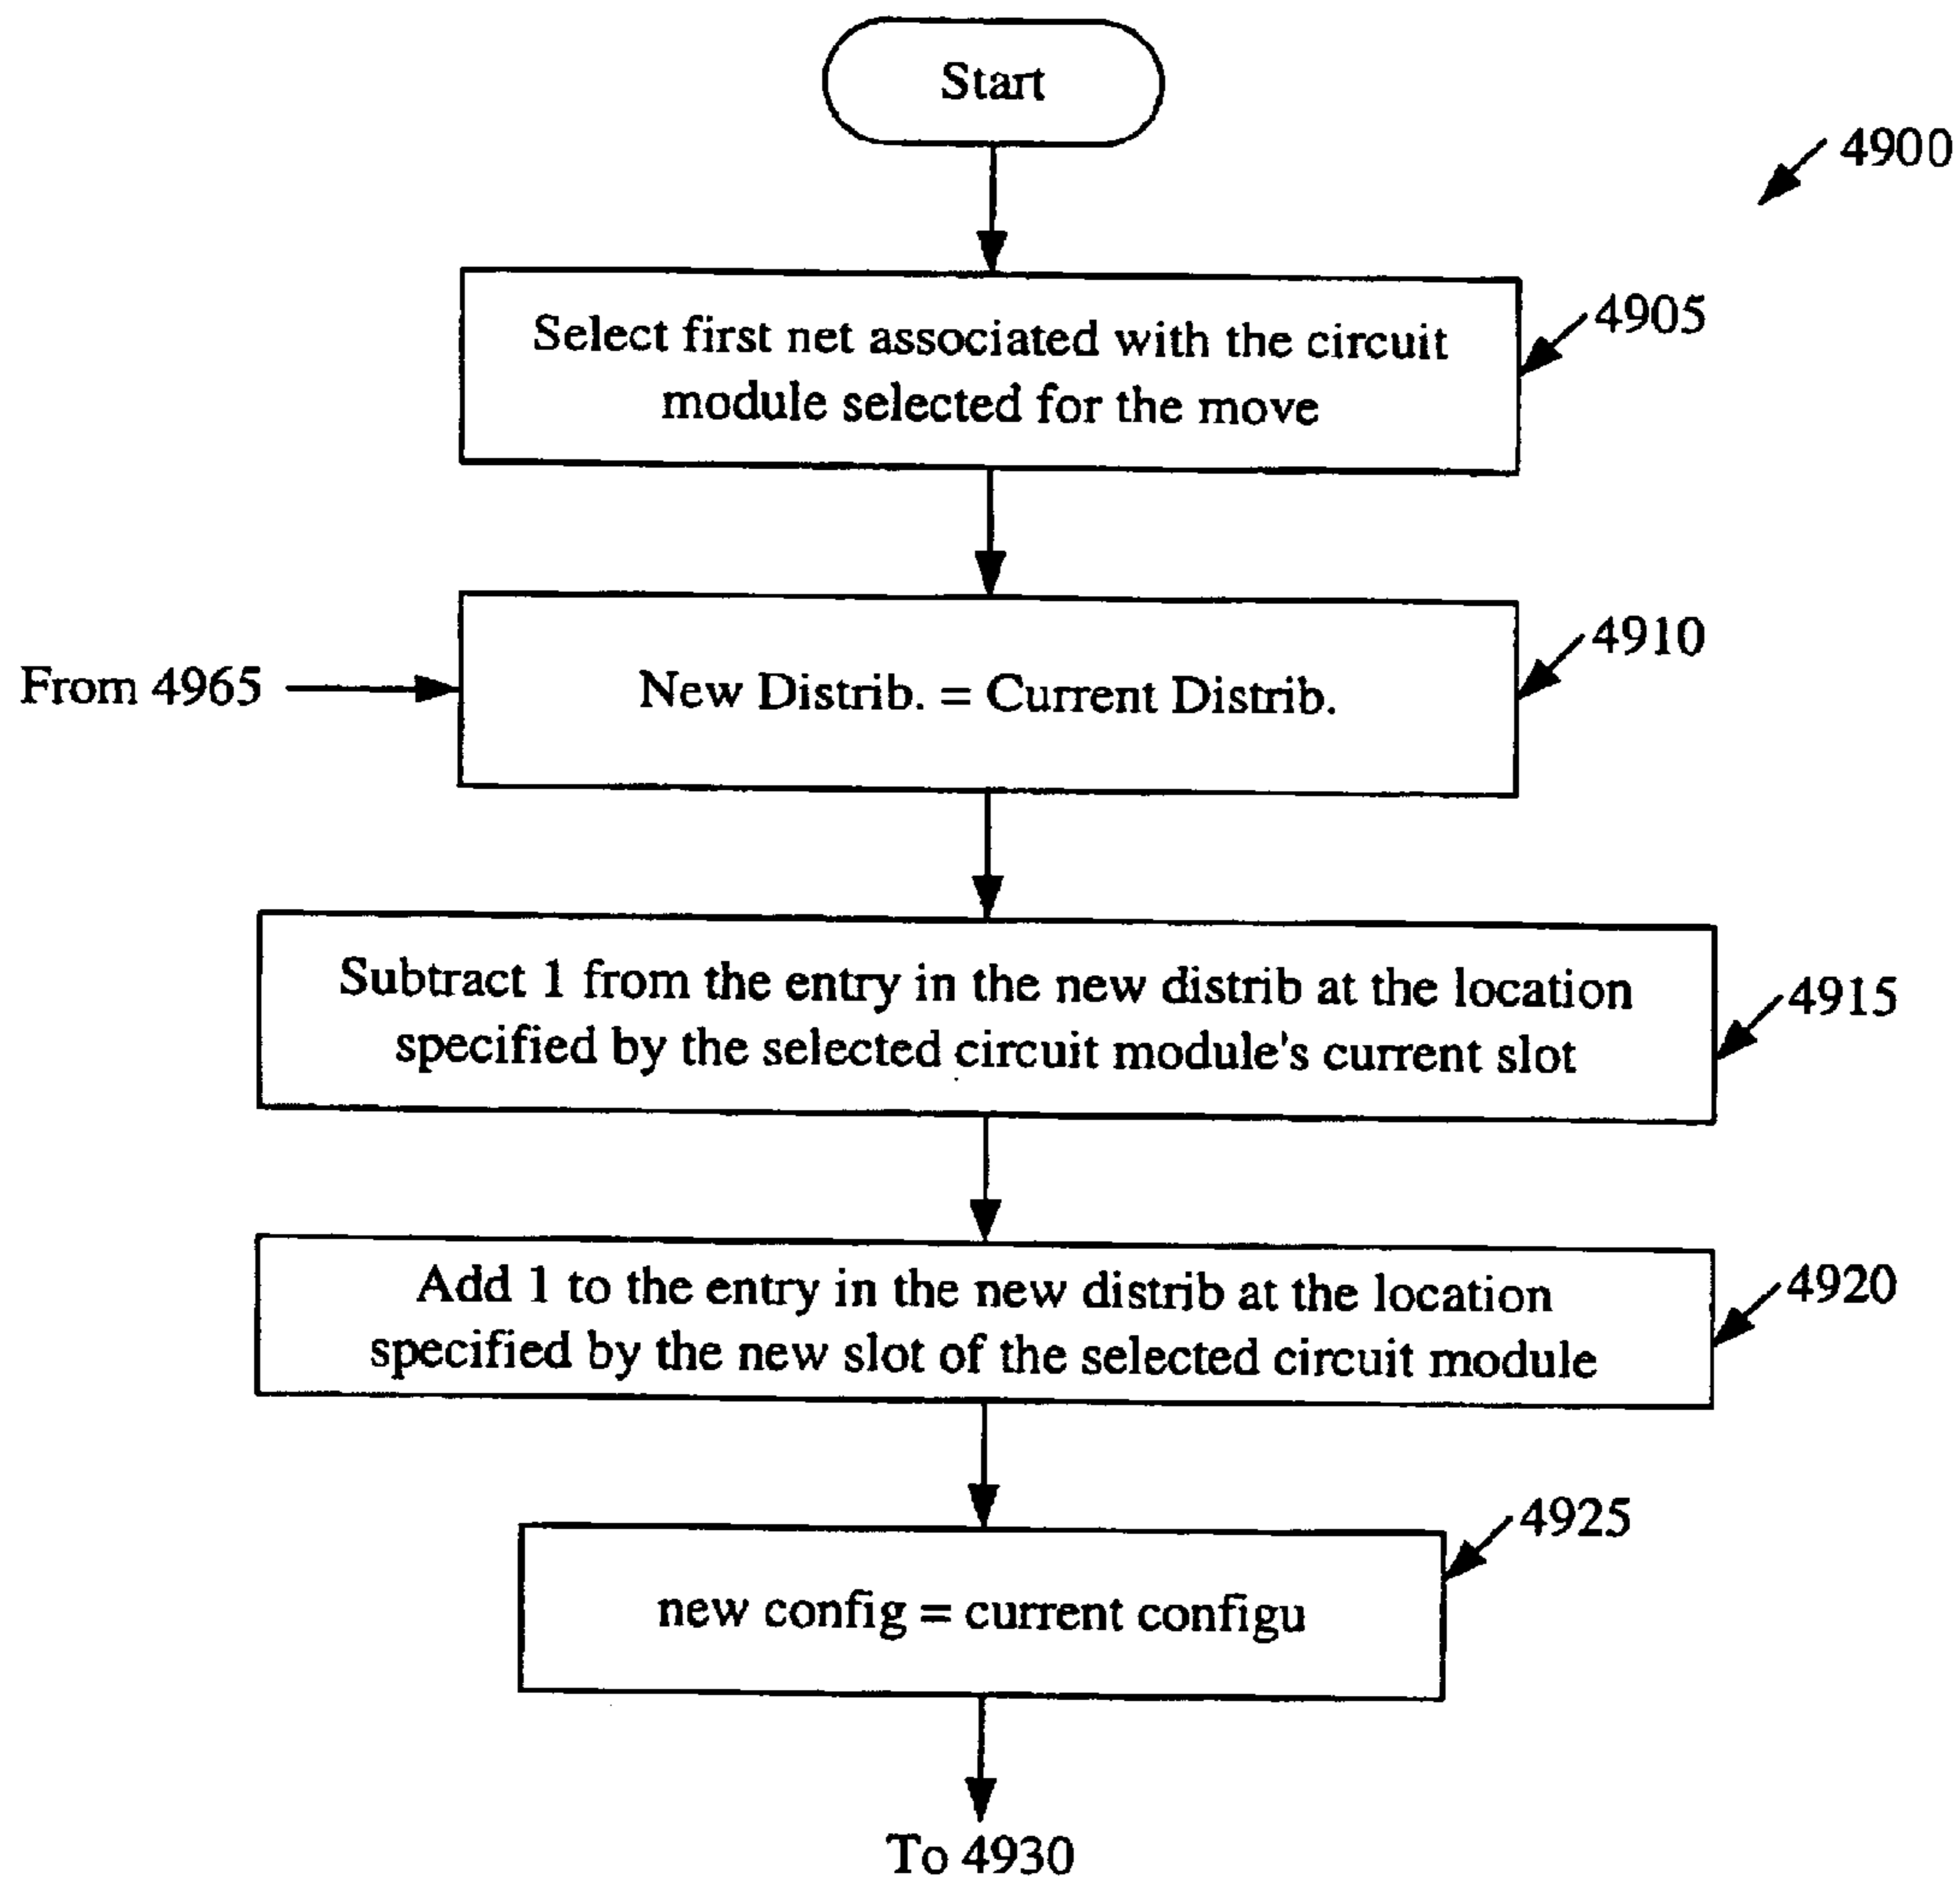 Start
4900
Select first net associated with the circuit
module selected for the move
4905
From 4965
New Distrib. = Current Distrib.
4910
Subtract 1 from the entry in the new distrib at the location
specified by the selected circuit module's current slot
4915
Add 1 to the entry in the new distrib at the location
specified by the new slot of the selected circuit module
4920
new config = current configu
4925
To 4930